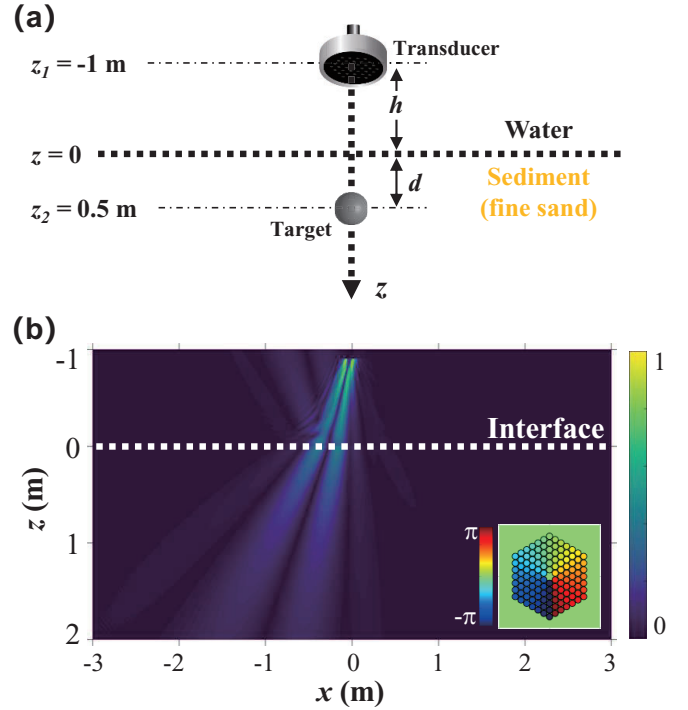 (a)
Transducer
z₁ = -1 m
h
Water
z = 0
d
Sediment
(fine sand)
z₂ = 0.5 m
Target
z
(b)
-1
1
Interface
0
z (m)
π
1
-π
2
0
-3 -2 -1 0 1 2 3
x (m)